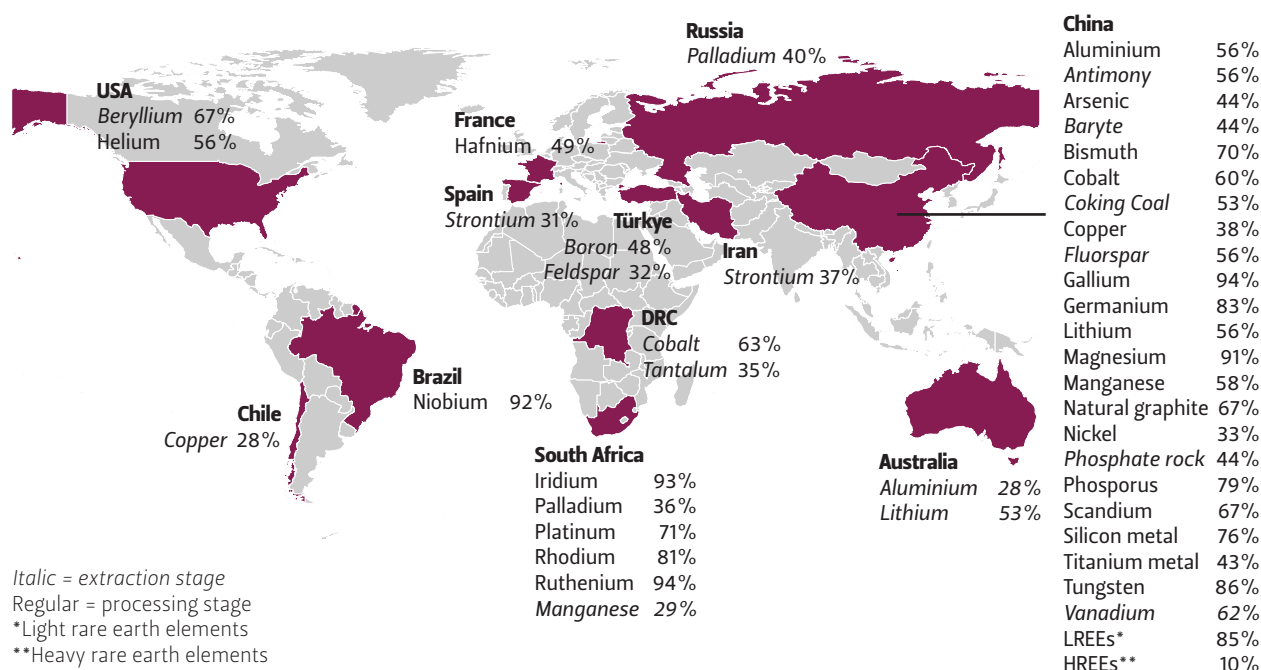 Russia
Palladium 40%
USA
Beryllium 67%
Helium 56%
France
Hafnium 49%
Spain
Strontium 31%
Türkye
Boron 48%
Feldspar 32%
Iran
Strontium 37%
DRC
Cobalt 63%
Tantalum 35%
Brazil
Niobium 92%
Chile
Copper 28%
South Africa
Iridium 93%
Palladium 36%
Platinum 71%
Rhodium 81%
Ruthenium 94%
Manganese 29%
Australia
Aluminium 28%
Lithium 53%
China
Aluminium 56%
Antimony 56%
Arsenic 44%
Baryte 44%
Bismuth 70%
Cobalt 60%
Coking Coal 53%
Copper 38%
Fluorspar 56%
Gallium 94%
Germanium 83%
Lithium 56%
Magnesium 91%
Manganese 58%
Natural graphite 67%
Nickel 33%
Phosphate rock 44%
Phosporus 79%
Scandium 67%
Silicon metal 76%
Titanium metal 43%
Tungsten 86%
Vanadium 62%
LREEs* 85%
HREEs** 10%
Italic = extraction stage
Regular = processing stage
*Light rare earth elements
**Heavy rare earth elements